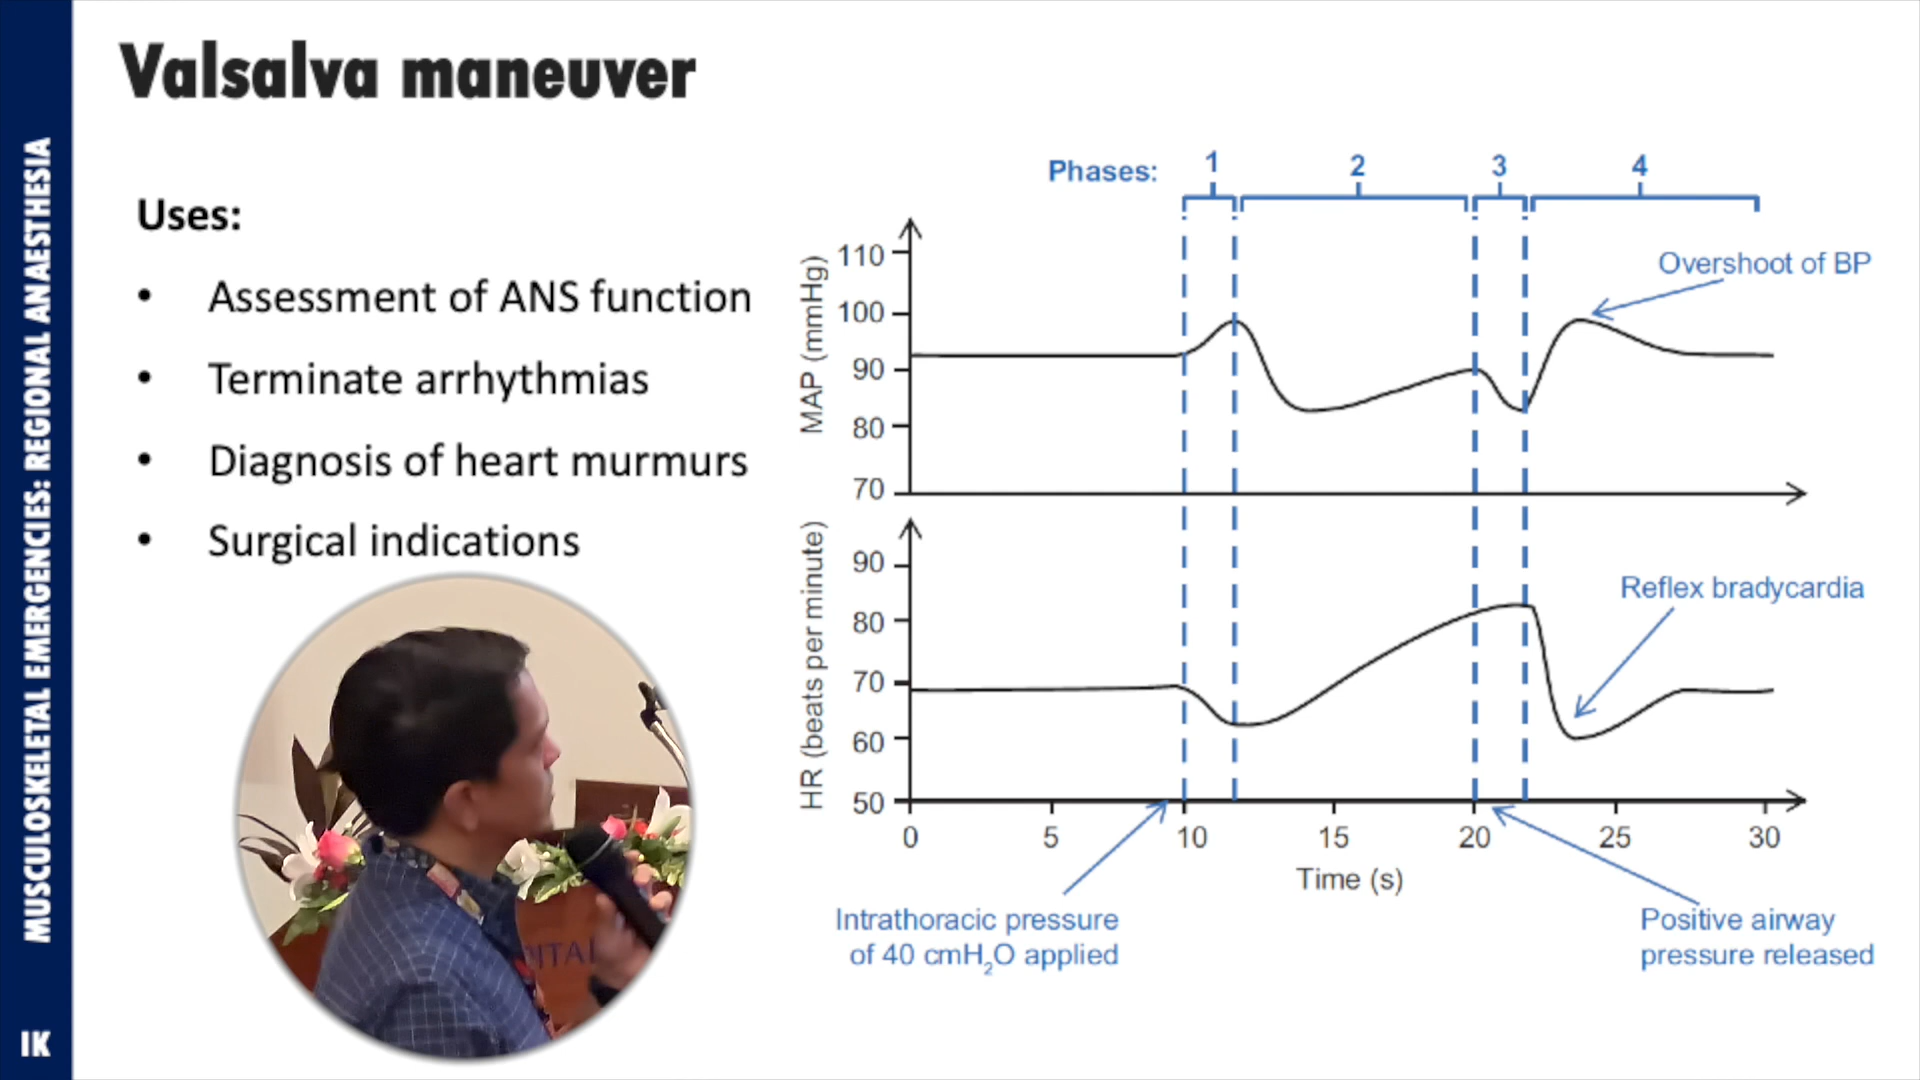 Valsalva maneuver
MUSCULOSKELETAL EMERGENCIES: REGIONAL ANAESTHESIA
IK
Uses:
• Assessment of ANS function
• Terminate arrhythmias
• Diagnosis of heart murmurs
• Surgical indications
Phases: 1 2 3 4
MAP (mmHg)
110
100
90
80
70
Overshoot of BP
HR (beats per minute)
90
80
70
60
50
Reflex bradycardia
0 5 10 15 20 25 30
Time (s)
Intrathoracic pressure
of 40 cmH₂O applied
Positive airway
pressure released